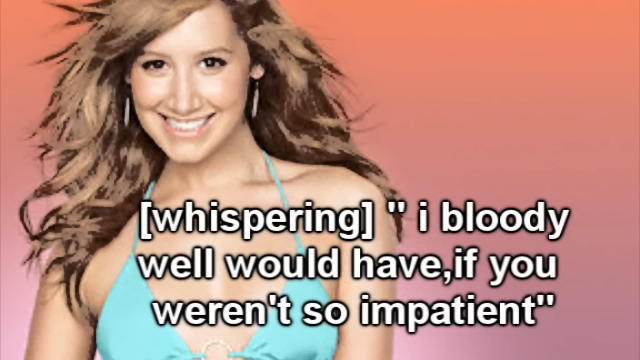 [whispering] " i bloody
well would have,if you
weren't so impatient"